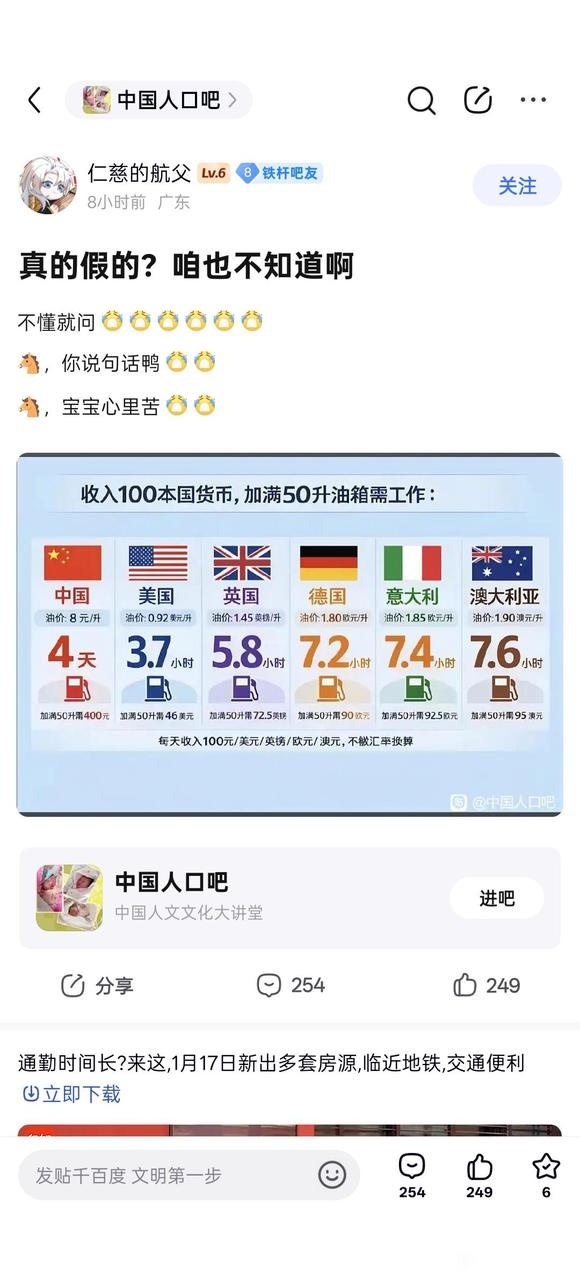 中国人口吧
仁慈的航父 Lv.6 8 铁杆吧友
8小时前 广东
关注
真的假的？咱也不知道啊
不懂就问
，你说句话鸭
，宝宝心里苦
收入100本国货币，加满50升油箱需工作：
中国 美国 英国 德国 意大利 澳大利亚
油价: 8 元/升 油价: 0.92 美元/升 油价: 1.45 英镑/升 油价: 1.80 欧元/升 油价: 1.85 欧元/升 油价: 1.90 澳元/升
4天 3.7小时 5.8小时 7.2小时 7.4小时 7.6小时
加满50升需400元 加满50升需46美元 加满50升需72.5英镑 加满50升需90欧元 加满50升需92.5欧元 加满50升需95澳元
每天收入100元/美元/英镑/欧元/澳元，不 汇率换算
@中国人口吧
中国人口吧
中国人文文化大讲堂
进吧
分享 254 249
通勤时间长?来这,1月17日新出多套房源,临近地铁,交通便利
立即下载
发贴千百度 文明第一步
254 249 6